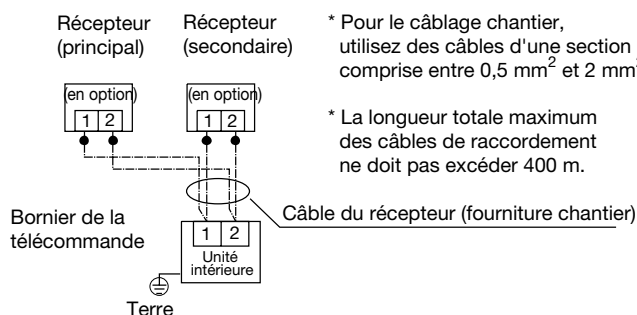 Récepteur
(principal)
Récepteur
(secondaire)
* Pour le câblage chantier,
utilisez des câbles d'une section
comprise entre 0,5 mm² et 2 mm²
(en option)
(en option)
1 2
1 2
* La longueur totale maximum
des câbles de raccordement
ne doit pas excéder 400 m.
Câble du récepteur (fourniture chantier)
Bornier de la
télécommande
1 2
Unité
intérieure
Terre